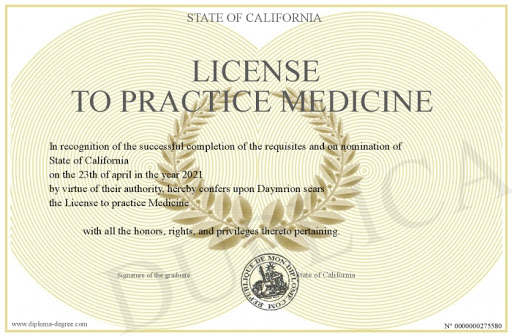 STATE OF CALIFORNIA
LICENSE
TO PRACTICE MEDICINE
In recognition of the successful completion of the requisites and on nomination of
State of California
on the 23th of april in the year 2021
by virtue of their authority, hereby confers upon Daymrion sears
the License to practice Medicine
with all the honors, rights, and privileges thereto pertaining.
Signature of the graduate
State of California
REPUBLIQUE DE MON-DIPLOME.COM
www.diploma-degree.com
N° 0000000275580
DUPLICATA